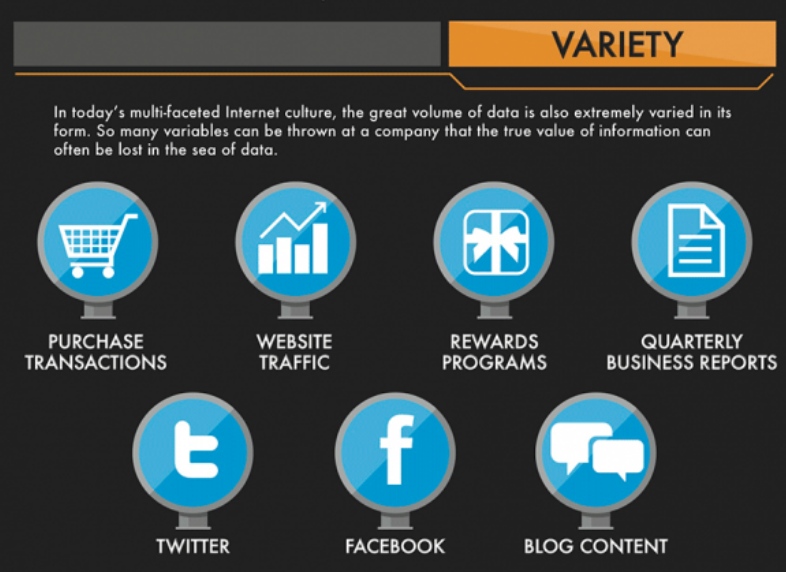 VARIETY
In today's multi-faceted Internet culture, the great volume of data is also extremely varied in its
form. So many variables can be thrown at a company that the true value of information can
often be lost in the sea of data.
PURCHASE
TRANSACTIONS
WEBSITE
TRAFFIC
REWARDS
PROGRAMS
QUARTERLY
BUSINESS REPORTS
t
f
TWITTER
FACEBOOK
BLOG CONTENT